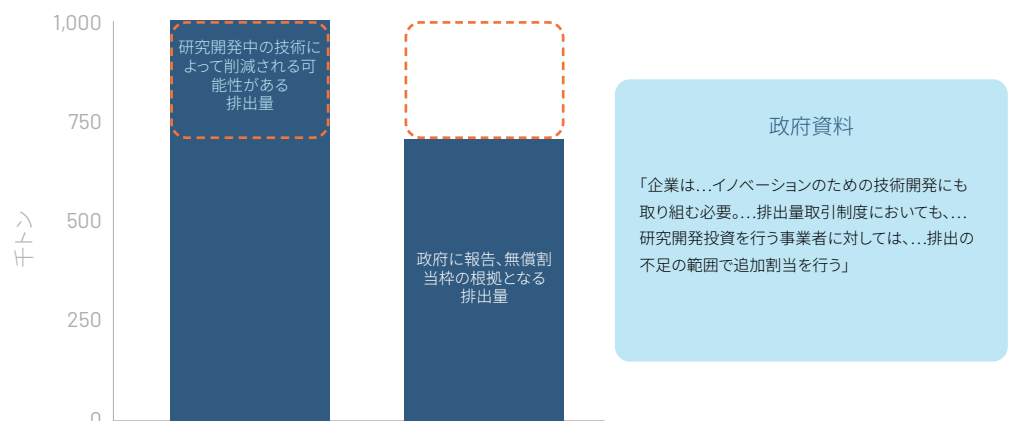 1,000
750
500
250
0
千トン
研究開発中の技術に
よって削減される可
能性がある
排出量
政府に報告、無償割
当枠の根拠となる
排出量
政府資料
「企業は...イノベーションのための技術開発にも
取り組む必要。...排出量取引制度においても、...
研究開発投資を行う事業者に対しては、...排出の
不足の範囲で追加割当を行う」